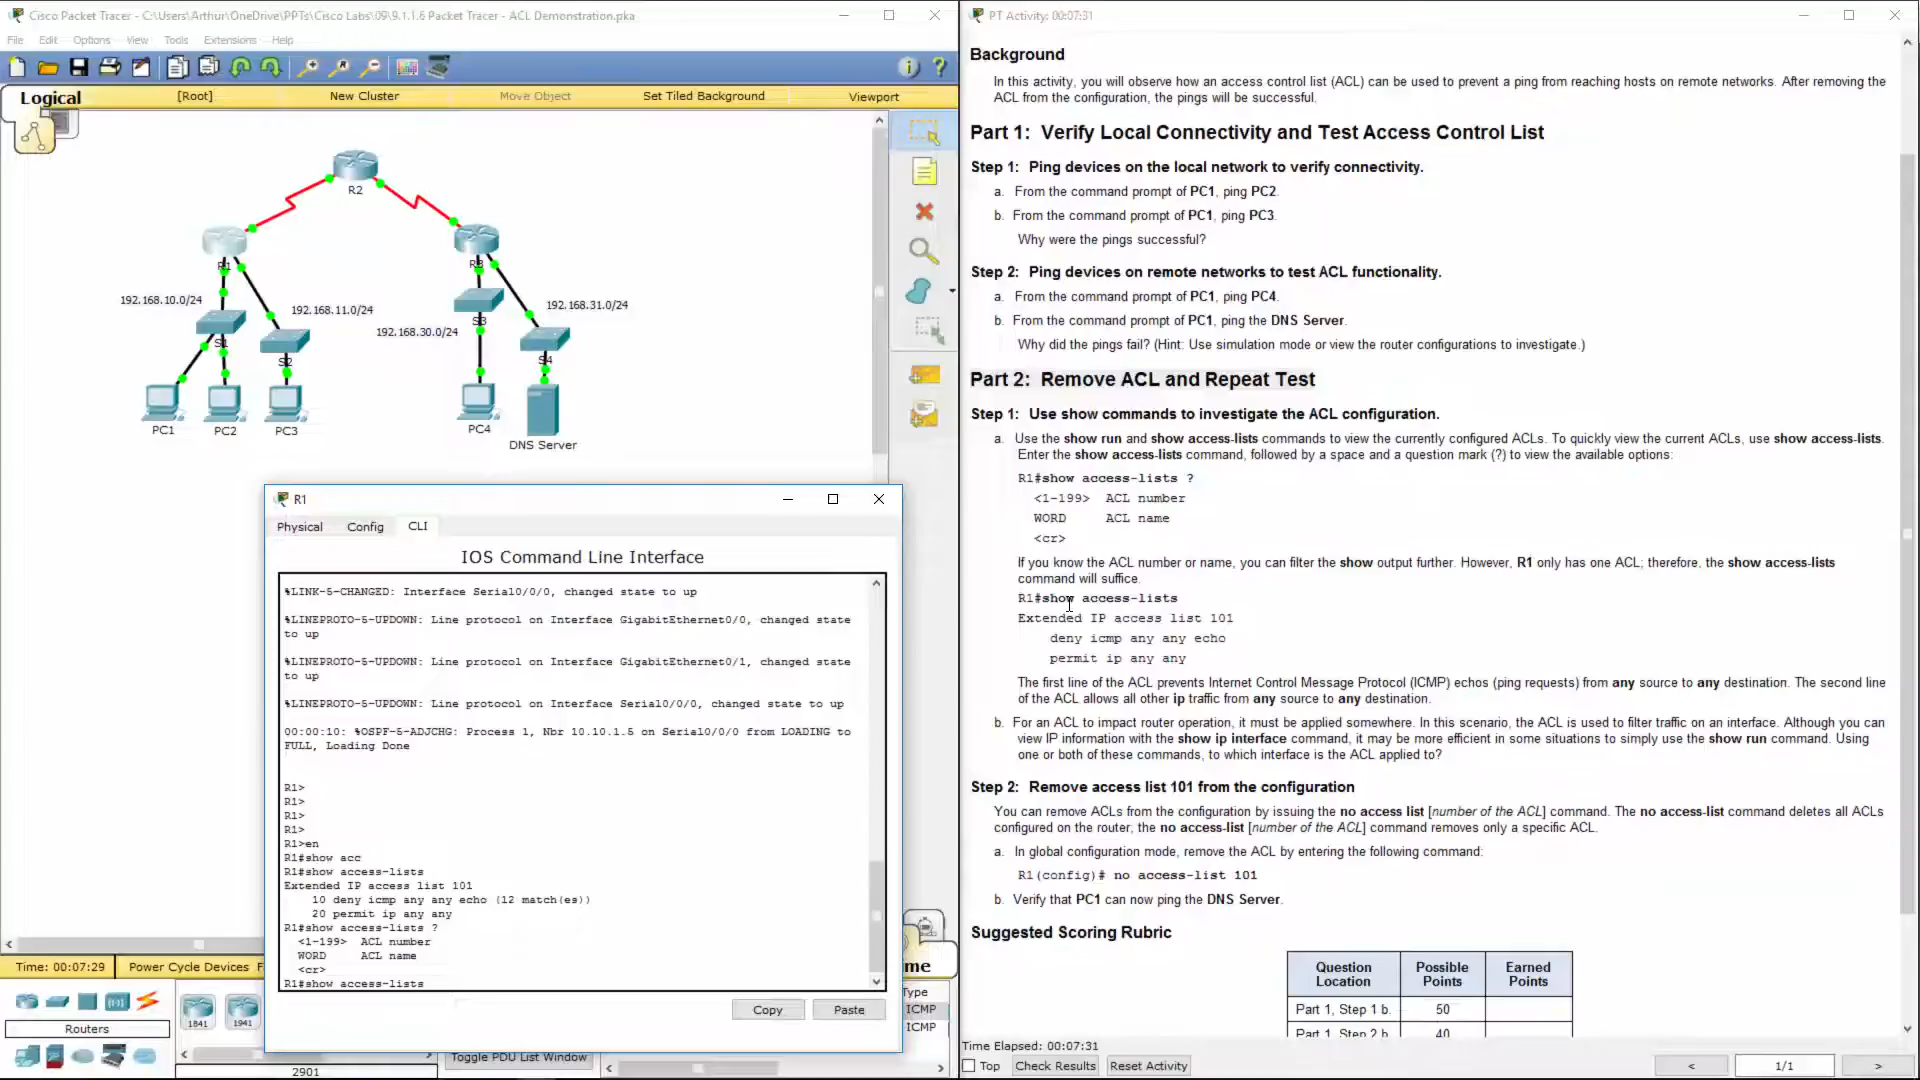 Cisco Packet Tracer - C:\Users\Arthur\OneDrive\PPTs\Cisco Labs\09\9.1.1.6 Packet Tracer - ACL Demonstration.pka
File Edit Options View Tools Extensions Help
Logical
[Root]
New Cluster
Move Object
Set Tiled Background
Viewport
R2
R1
R3
192.168.10.0/24
192.168.11.0/24
192.168.30.0/24
192.168.31.0/24
S1
S2
S3
S4
PC1
PC2
PC3
PC4
DNS Server
R1
Physical
Config
CLI
IOS Command Line Interface
%LINK-5-CHANGED: Interface Serial0/0/0, changed state to up
%LINEPROTO-5-UPDOWN: Line protocol on Interface GigabitEthernet0/0, changed state
to up
%LINEPROTO-5-UPDOWN: Line protocol on Interface GigabitEthernet0/1, changed state
to up
%LINEPROTO-5-UPDOWN: Line protocol on Interface Serial0/0/0, changed state to up
00:00:10: %OSPF-5-ADJCHG: Process 1, Nbr 10.10.1.5 on Serial0/0/0 from LOADING to
FULL, Loading Done
R1>
R1>
R1>
R1>
R1>en
R1#show acc
R1#show access-lists
Extended IP access list 101
10 deny icmp any any echo (12 match(es))
20 permit ip any any
R1#show access-lists ?
<1-199> ACL number
WORD ACL name
<cr>
R1#show access-lists
Copy
Paste
Time: 00:07:29
Power Cycle Devices
me
Type
ICMP
ICMP
Routers
1841
1941
2901
Toggle PDU List Window
PT Activity: 00:07:31
Background
In this activity, you will observe how an access control list (ACL) can be used to prevent a ping from reaching hosts on remote networks. After removing the
ACL from the configuration, the pings will be successful.
Part 1: Verify Local Connectivity and Test Access Control List
Step 1: Ping devices on the local network to verify connectivity.
a. From the command prompt of PC1, ping PC2.
b. From the command prompt of PC1, ping PC3.
Why were the pings successful?
Step 2: Ping devices on remote networks to test ACL functionality.
a. From the command prompt of PC1, ping PC4.
b. From the command prompt of PC1, ping the DNS Server.
Why did the pings fail? (Hint: Use simulation mode or view the router configurations to investigate.)
Part 2: Remove ACL and Repeat Test
Step 1: Use show commands to investigate the ACL configuration.
a. Use the show run and show access-lists commands to view the currently configured ACLs. To quickly view the current ACLs, use show access-lists.
Enter the show access-lists command, followed by a space and a question mark (?) to view the available options:
R1#show access-lists ?
<1-199> ACL number
WORD ACL name
<cr>
If you know the ACL number or name, you can filter the show output further. However, R1 only has one ACL; therefore, the show access-lists
command will suffice.
R1#show access-lists
Extended IP access list 101
deny icmp any any echo
permit ip any any
The first line of the ACL prevents Internet Control Message Protocol (ICMP) echos (ping requests) from any source to any destination. The second line
of the ACL allows all other ip traffic from any source to any destination.
b. For an ACL to impact router operation, it must be applied somewhere. In this scenario, the ACL is used to filter traffic on an interface. Although you can
view IP information with the show ip interface command, it may be more efficient in some situations to simply use the show run command. Using
one or both of these commands, to which interface is the ACL applied to?
Step 2: Remove access list 101 from the configuration
You can remove ACLs from the configuration by issuing the no access list [number of the ACL] command. The no access-list command deletes all ACLs
configured on the router, the no access-list [number of the ACL] command removes only a specific ACL.
a. In global configuration mode, remove the ACL by entering the following command:
R1(config)# no access-list 101
b. Verify that PC1 can now ping the DNS Server.
Suggested Scoring Rubric
Question Location
Possible Points
Earned Points
Part 1, Step 1 b.
50
Part 1, Step 2 b.
40
Time Elapsed: 00:07:31
Top
Check Results
Reset Activity
<
1/1
>